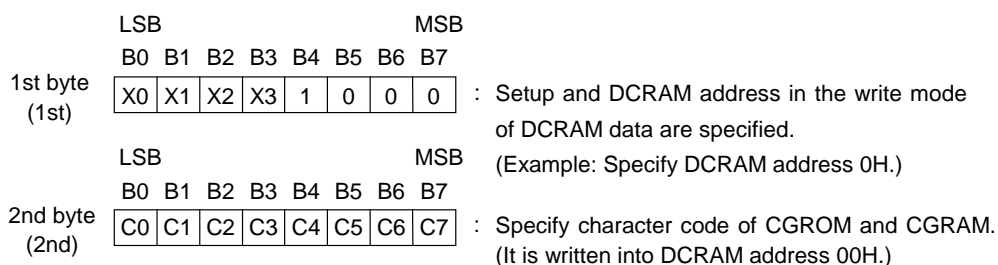 LSB MSB
B0 B1 B2 B3 B4 B5 B6 B7
1st byte (1st) X0 X1 X2 X3 1 0 0 0 : Setup and DCRAM address in the write mode
of DCRAM data are specified.
(Example: Specify DCRAM address 0H.)
LSB MSB
B0 B1 B2 B3 B4 B5 B6 B7
2nd byte (2nd) C0 C1 C2 C3 C4 C5 C6 C7 : Specify character code of CGROM and CGRAM.
(It is written into DCRAM address 00H.)